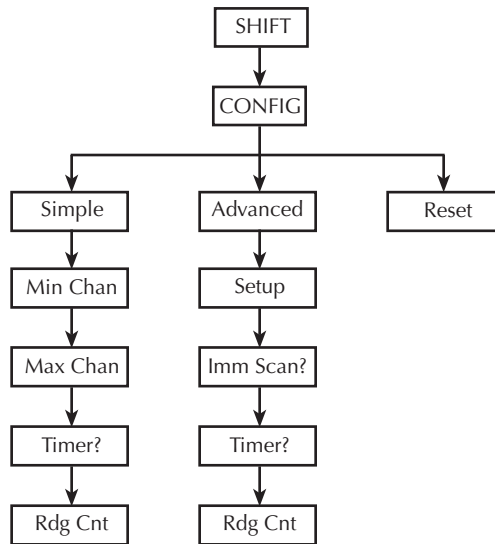 SHIFT
CONFIG
Simple
Advanced
Reset
Min Chan
Setup
Max Chan
Imm Scan?
Timer?
Timer?
Rdg Cnt
Rdg Cnt